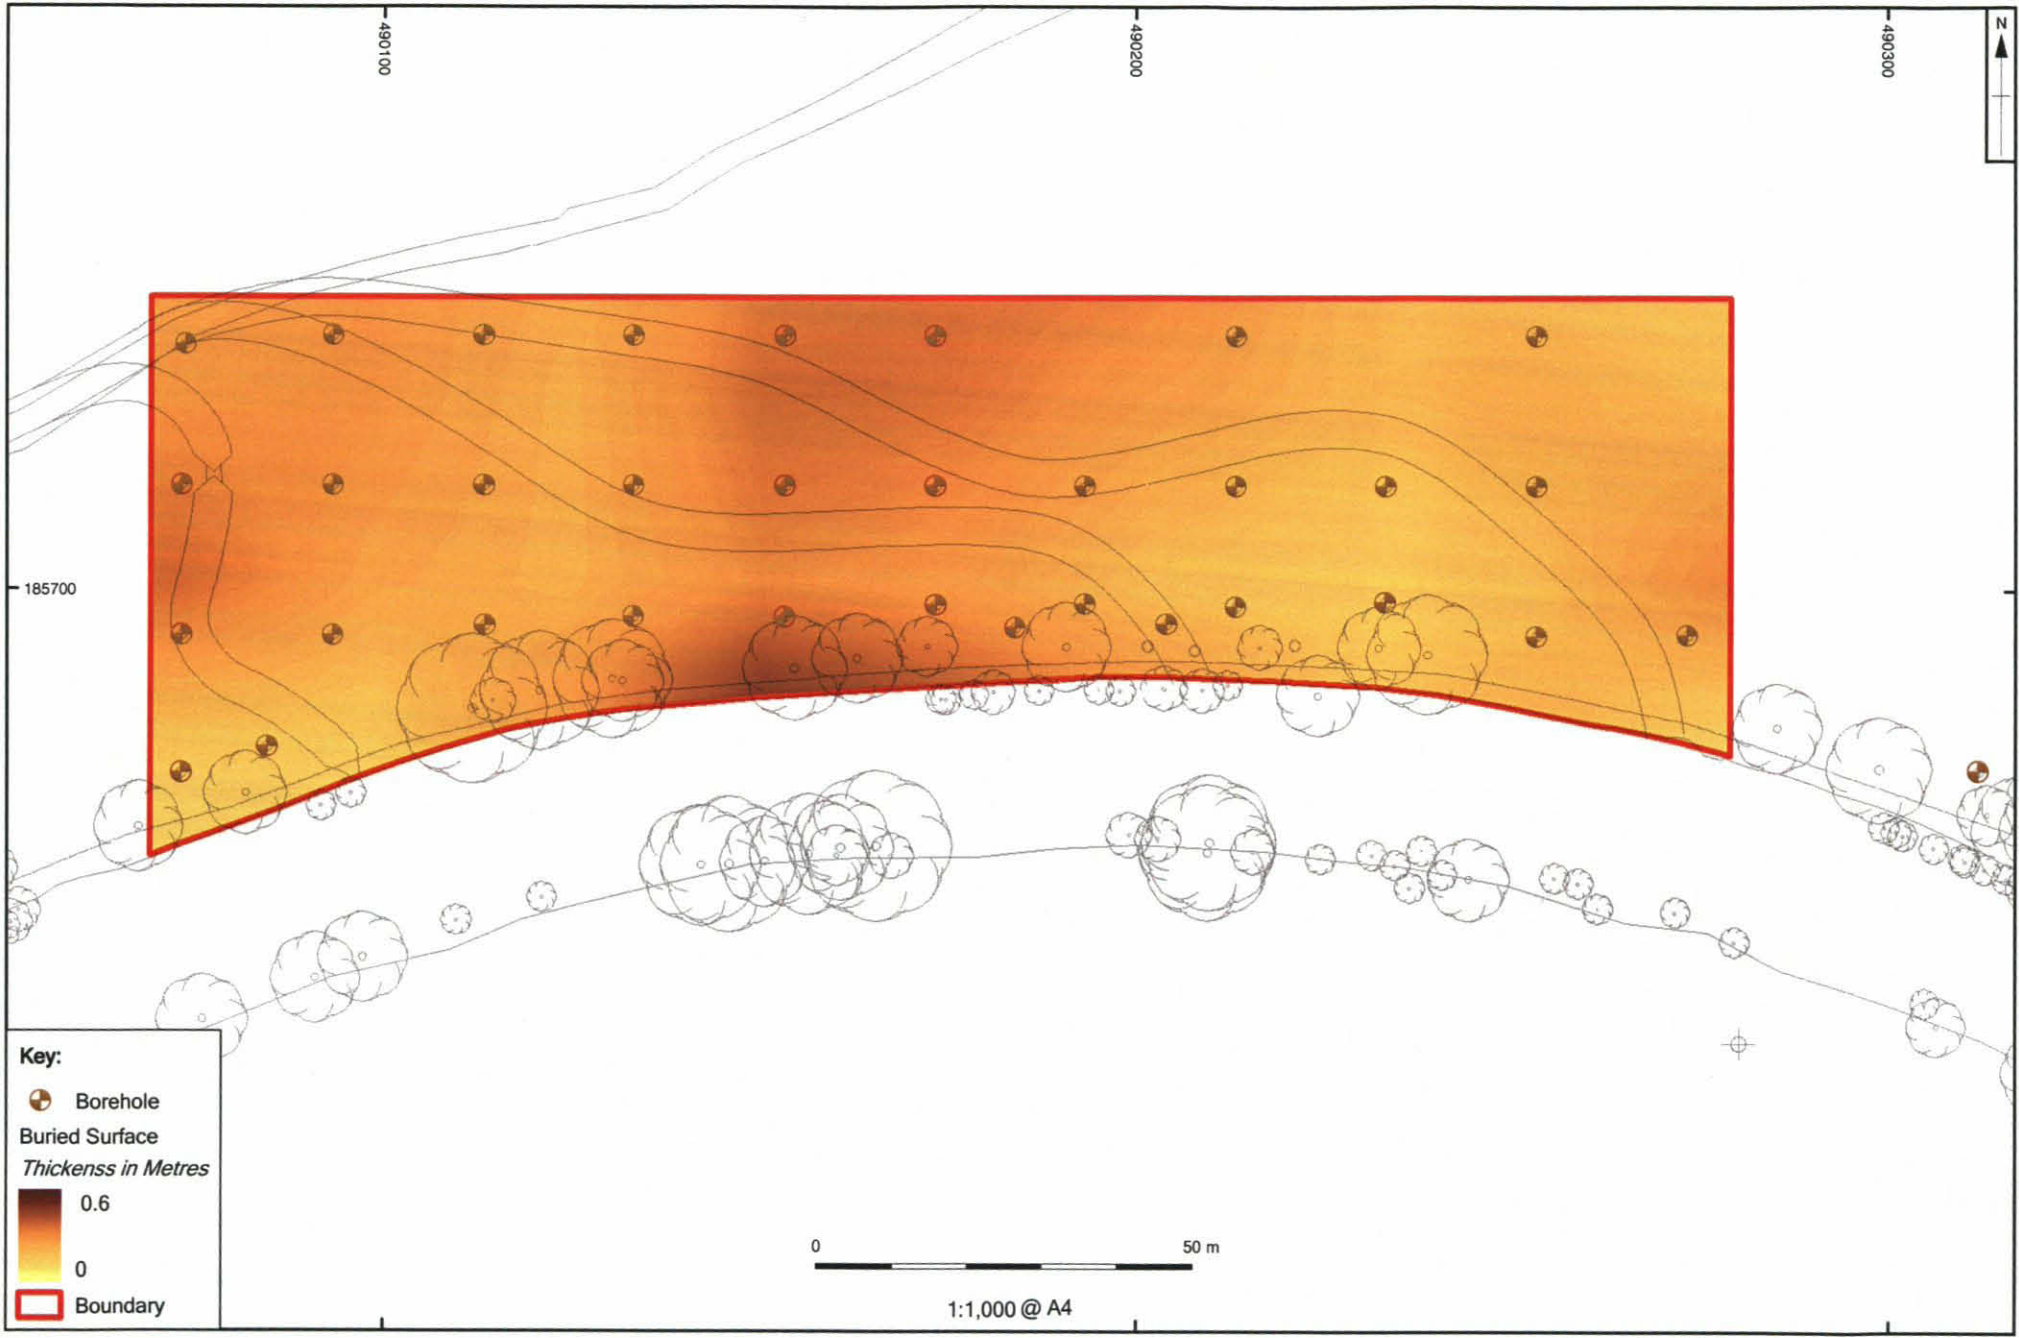 490100
490200
490300
N
185700
Key:
Borehole
Buried Surface
Thickenss in Metres
0.6
0
Boundary
0 50 m
1:1,000 @ A4